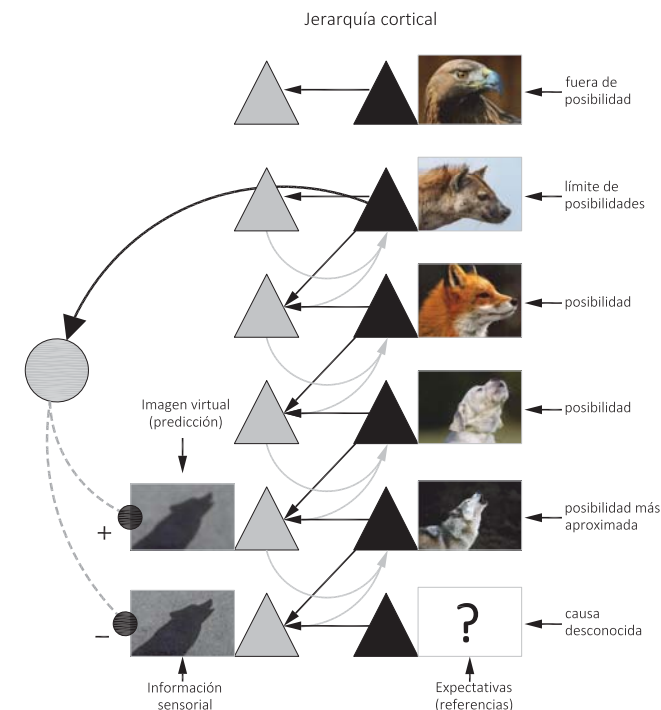 Jerarquía cortical
fuera de
posibilidad
límite de
posibilidades
posibilidad
Imagen virtual
(predicción)
posibilidad
+
posibilidad más
aproximada
–
?
causa
desconocida
Información
sensorial
Expectativas
(referencias)